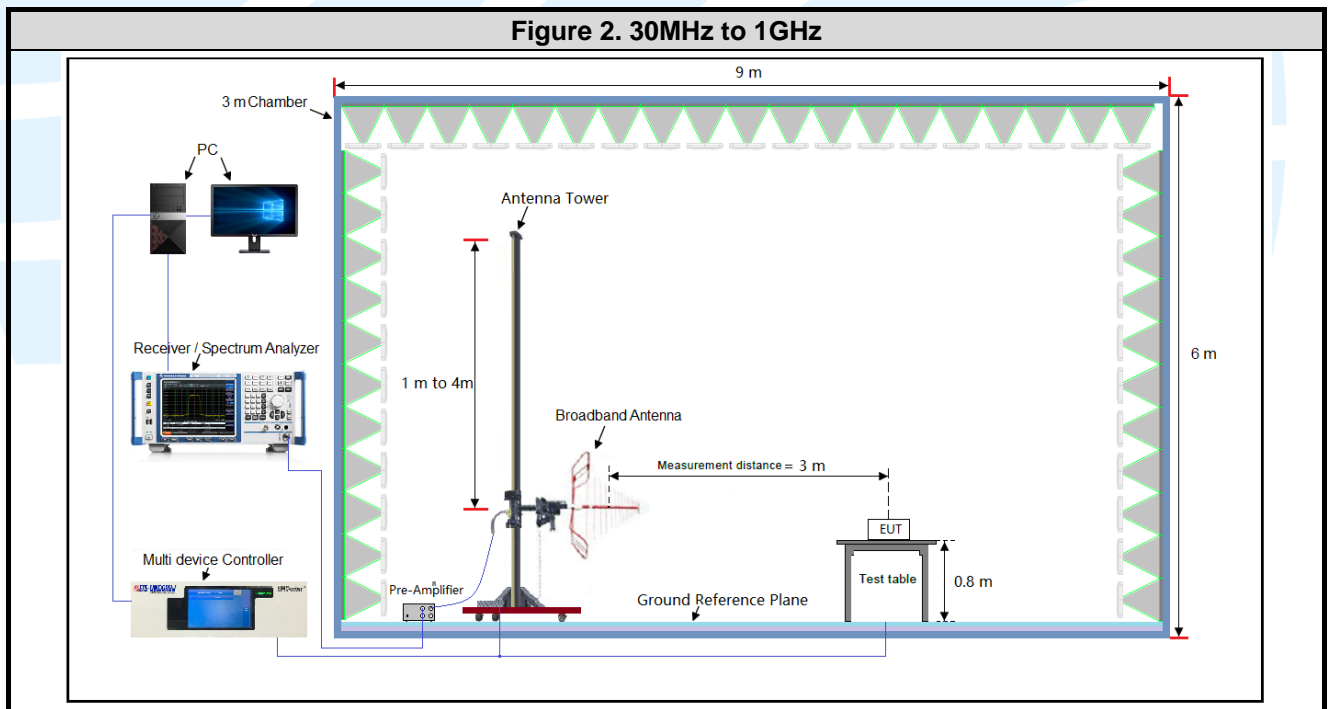 Figure 2. 30MHz to 1GHz
9 m
3 m Chamber
PC
Antenna Tower
Receiver / Spectrum Analyzer
1 m to 4m
6 m
Broadband Antenna
Measurement distance = 3 m
EUT
Multi device Controller
Test table
0.8 m
Pre-Amplifier
Ground Reference Plane